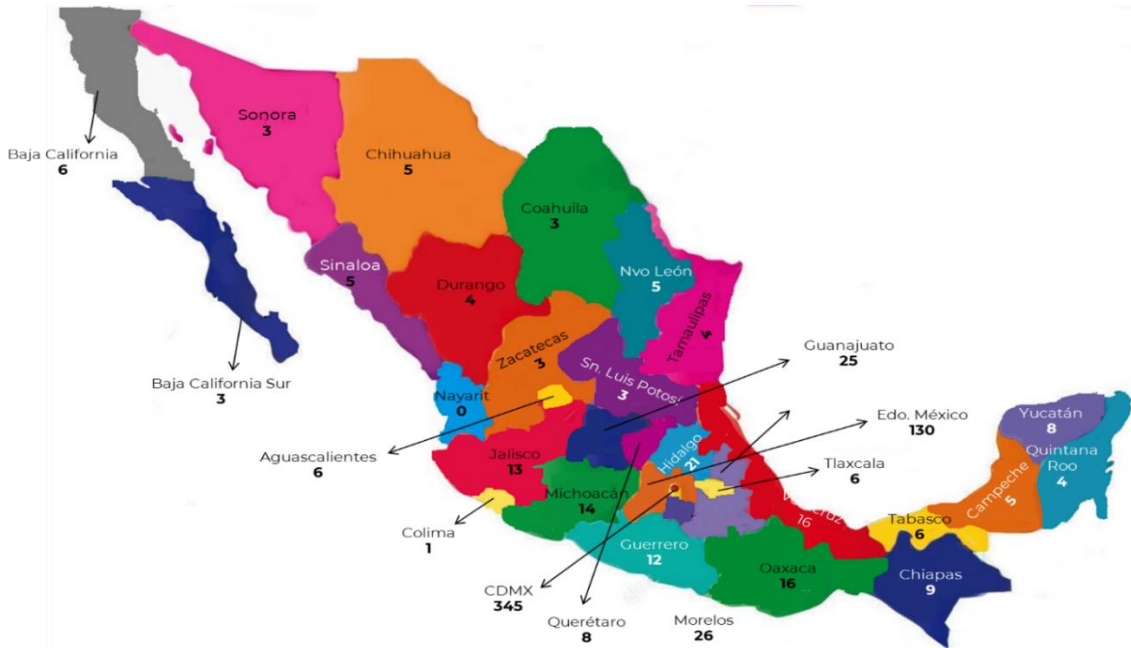 Sonora
3
Baja California
6
Chihuahua
5
Coahuila
3
Sinaloa
5
Nvo León
5
Durango
4
Tamaulipas
4
Guanajuato
25
Zacatecas
3
Baja California Sur
3
Sn. Luis Potosí
3
Nayarit
0
Edo. México
130
Yucatán
8
Quintana
Roo
4
Aguascalientes
6
Jalisco
13
Hidalgo
21
Tlaxcala
6
Campeche
5
Michoacán
14
16
Tabasco
6
Colima
1
Guerrero
12
Oaxaca
16
Chiapas
9
CDMX
345
Querétaro
8
Morelos
26